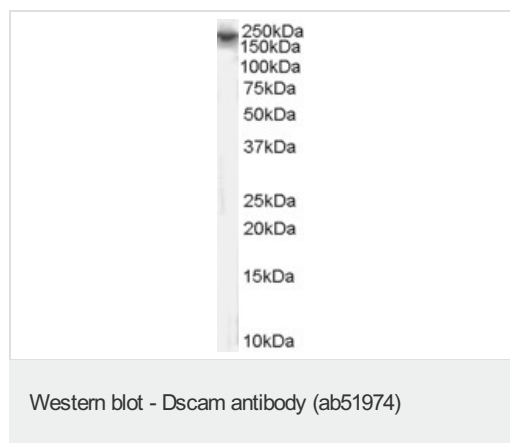 250kDa
150kDa
100kDa
75kDa
50kDa
37kDa
25kDa
20kDa
15kDa
10kDa
Western blot - Dscam antibody (ab51974)